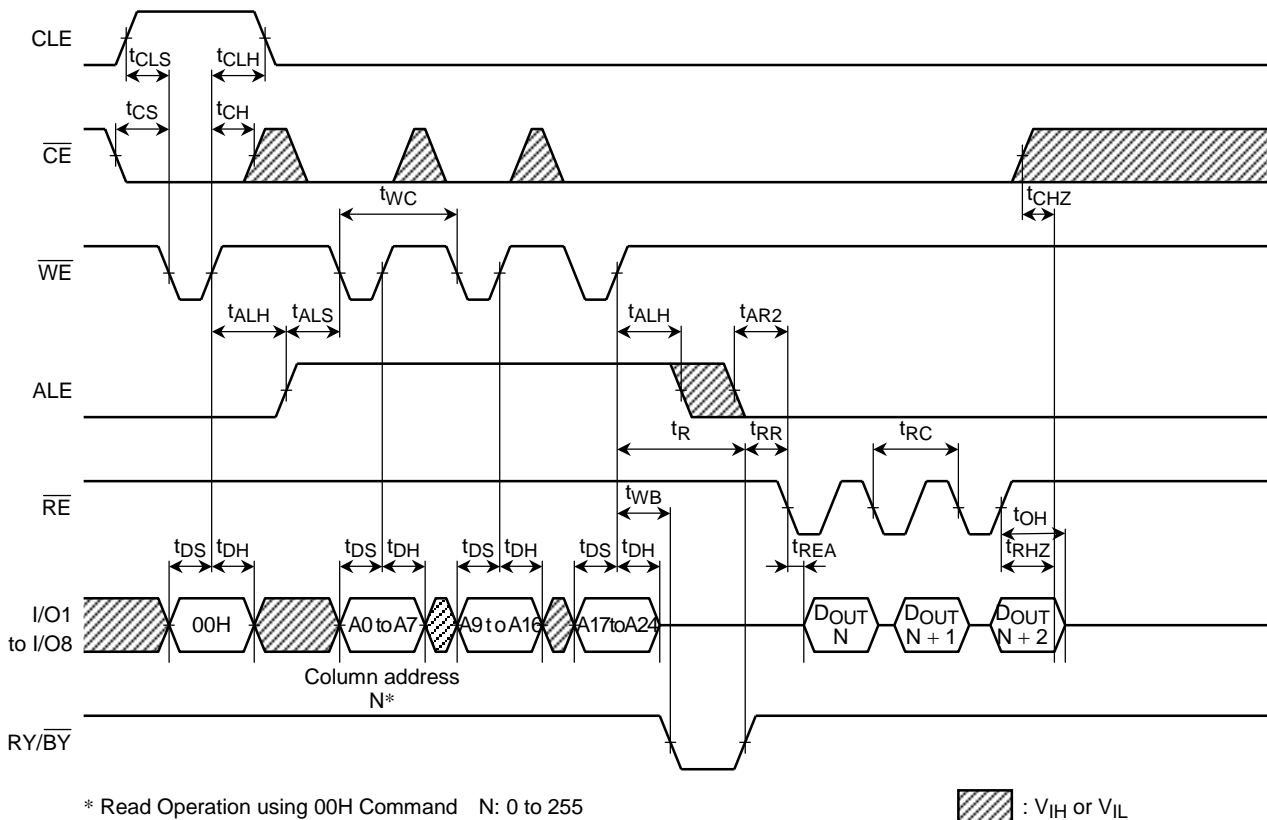 CLE
tCLS
tCLH
tCS
tCH
CE
tCHZ
tWC
WE
tALH
tALS
tALH
tAR2
ALE
tR
tRR
tRC
RE
tWB
tOH
tDS
tDH
tDS
tDH
tDS
tDH
tDS
tDH
tREA
tRHZ
I/O1
to I/O8
00H
A0 to A7
A9 to A16
A17 to A24
DOUT
N
DOUT
N + 1
DOUT
N + 2
Column address
N*
RY/BY
* Read Operation using 00H Command N: 0 to 255
: VIH or VIL